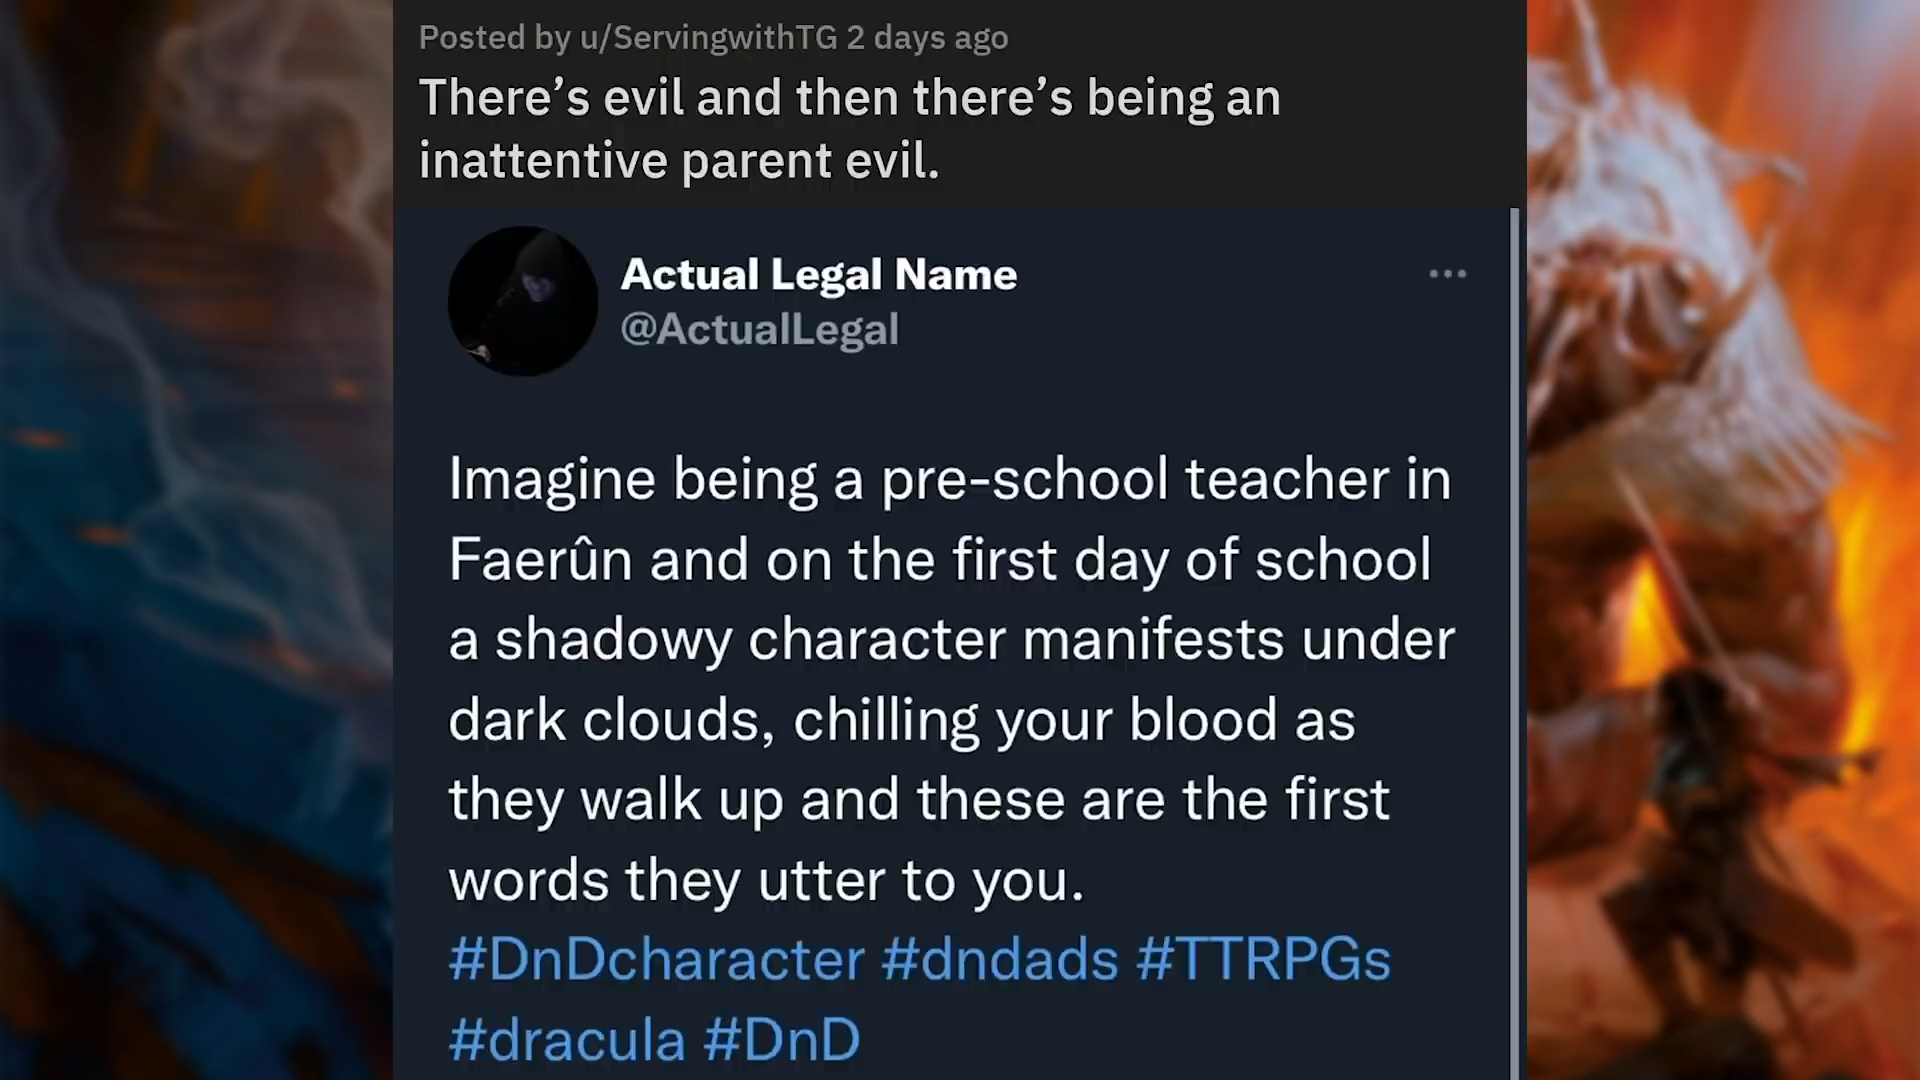 Posted by u/ServingwithTG 2 days ago
There’s evil and then there’s being an
inattentive parent evil.
Actual Legal Name
@ActualLegal
Imagine being a pre-school teacher in
Faerûn and on the first day of school
a shadowy character manifests under
dark clouds, chilling your blood as
they walk up and these are the first
words they utter to you.
#DnDcharacter #dndads #TTRPGs
#dracula #DnD